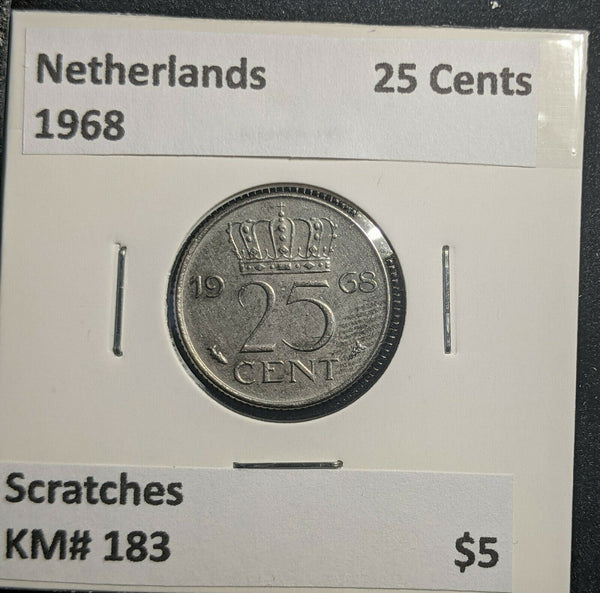 Netherlands 25 Cents
1968
19 68
25
CENT
Scratches
KM# 183 $5